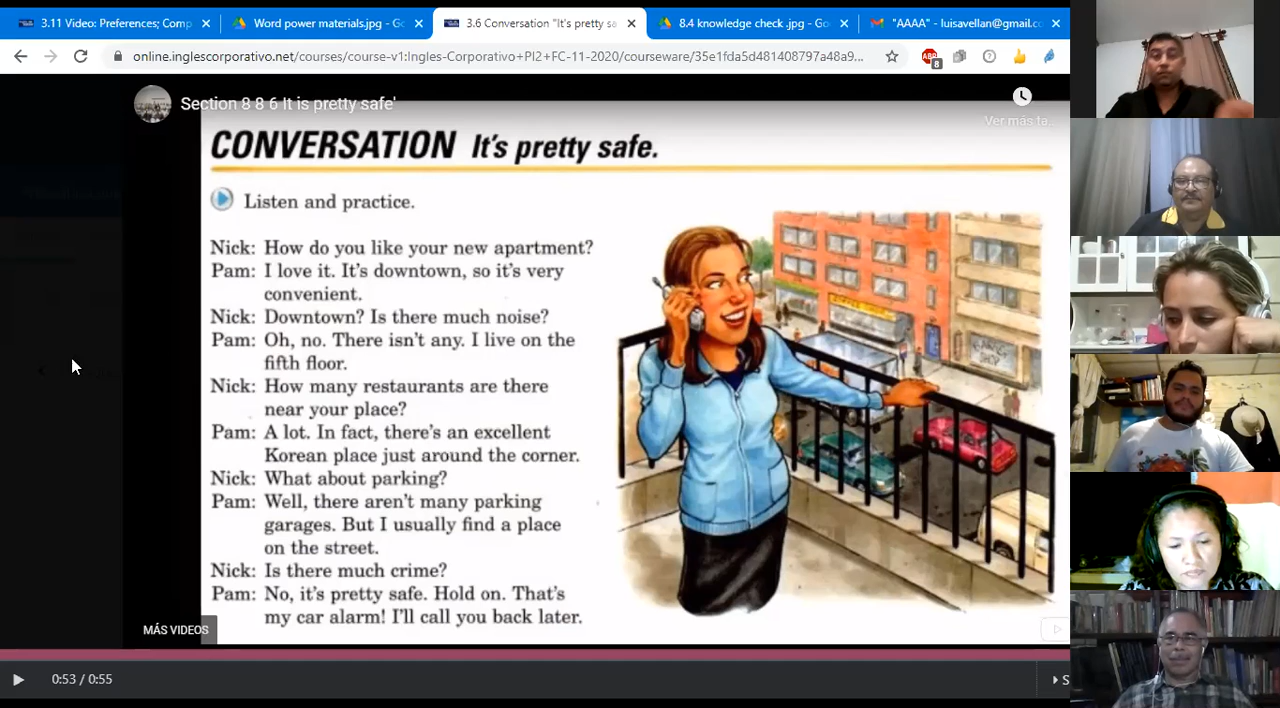 3.11 Video: Preferences; Comp
Word power materials.jpg - Go
3.6 Conversation "It's pretty sa
8.4 knowledge check .jpg - Go
"AAAA" - luisavellan@gmail.co
online.inglescorporativo.net/courses/course-v1:Ingles-Corporativo+PI2+FC-11-2020/courseware/35e1fda5d481408797a48a9...
ABP
8
Section 8 8 6 It is pretty safe'
Ver más ta...
CONVERSATION It's pretty safe.
Listen and practice.
Nick: How do you like your new apartment?
Pam: I love it. It's downtown, so it's very
convenient.
Nick: Downtown? Is there much noise?
Pam: Oh, no. There isn't any. I live on the
fifth floor.
Nick: How many restaurants are there
near your place?
Pam: A lot. In fact, there's an excellent
Korean place just around the corner.
Nick: What about parking?
Pam: Well, there aren't many parking
garages. But I usually find a place
on the street.
Nick: Is there much crime?
Pam: No, it's pretty safe. Hold on. That's
my car alarm! I'll call you back later.
MÁS VIDEOS
0:53 / 0:55
S